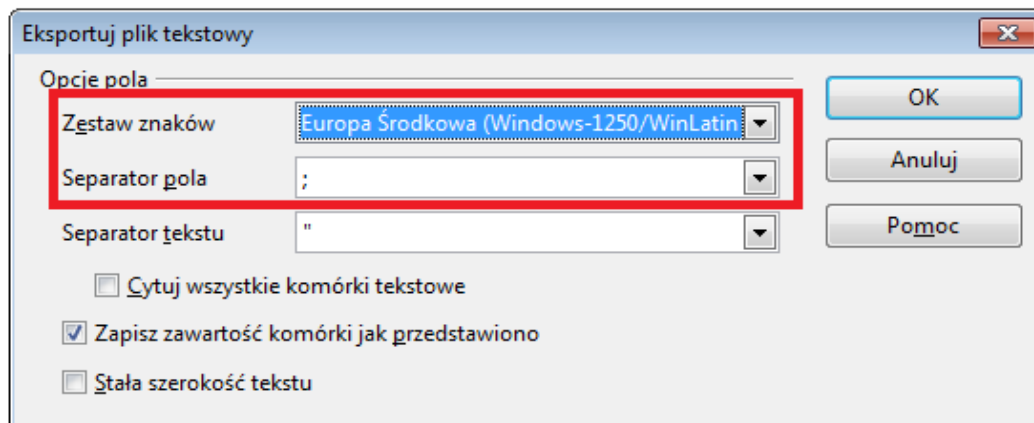 Eksportuj plik tekstowy
Opcje pola
Zestaw znaków
Europa Środkowa (Windows-1250/WinLatin
Separator pola
;
Separator tekstu
"
Cytuj wszystkie komórki tekstowe
Zapisz zawartość komórki jak przedstawiono
Stała szerokość tekstu
OK
Anuluj
Pomoc